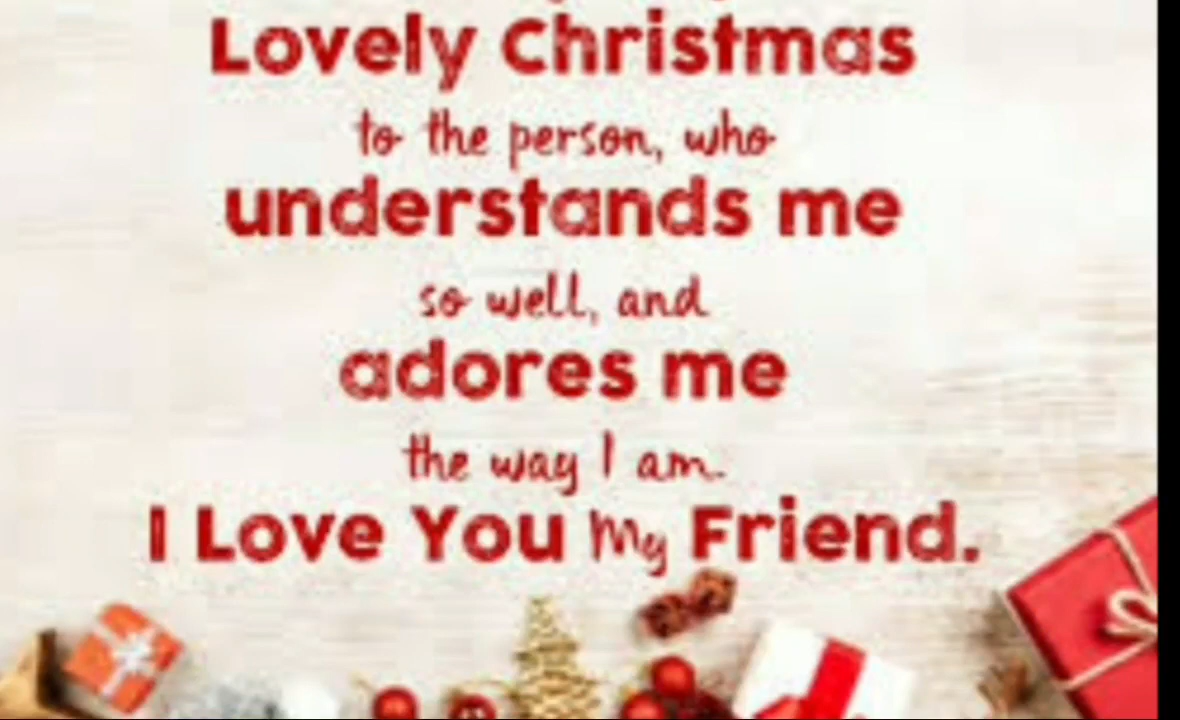 Lovely Christmas
to the person, who
understands me
so well, and
adores me
the way I am.
I Love You My Friend.